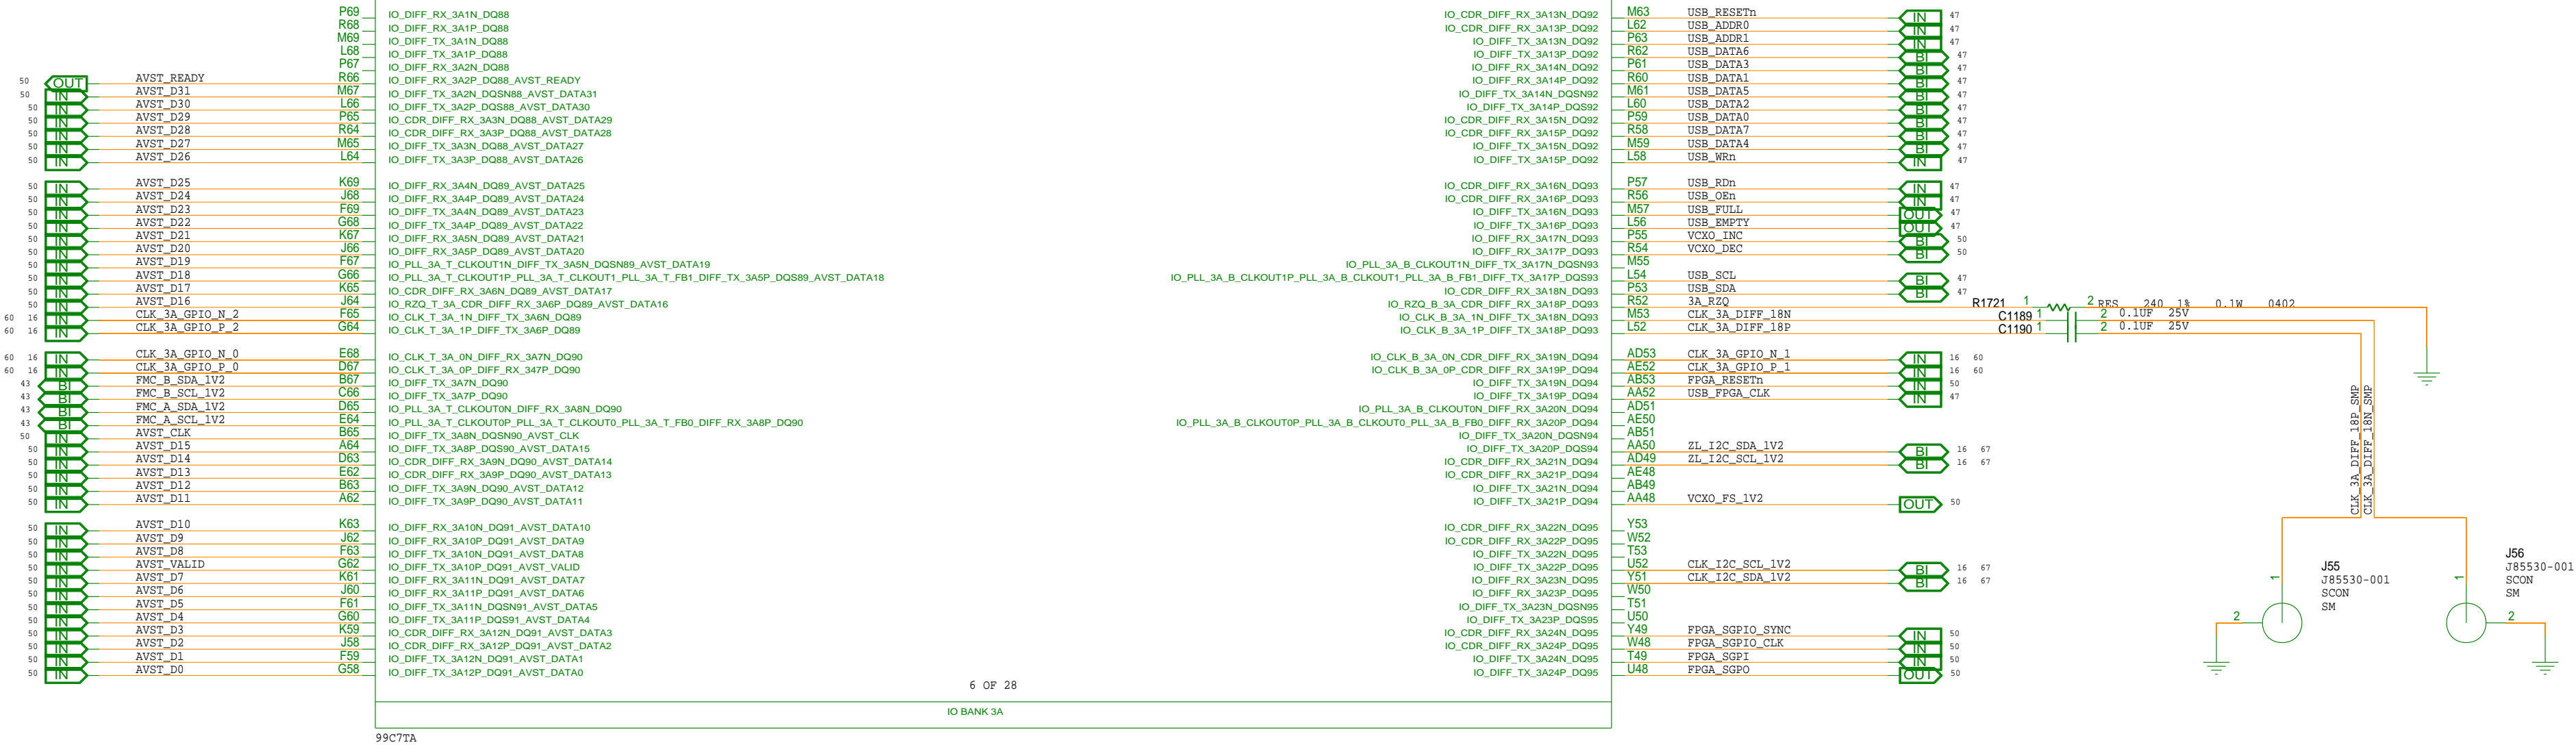 P69 IO_DIFF_RX_3A1N_DQ88
R68 IO_DIFF_RX_3A1P_DQ88
M69 IO_DIFF_TX_3A1N_DQ88
L68 IO_DIFF_TX_3A1P_DQ88
P67 IO_DIFF_RX_3A2N_DQ88
50 OUT AVST_READY R66 IO_DIFF_RX_3A2P_DQ88_AVST_READY
50 IN AVST_D31 M67 IO_DIFF_TX_3A2N_DQSN88_AVST_DATA31
50 IN AVST_D30 L66 IO_DIFF_TX_3A2P_DQS88_AVST_DATA30
50 IN AVST_D29 P65 IO_CDR_DIFF_RX_3A3N_DQ88_AVST_DATA29
50 IN AVST_D28 R64 IO_CDR_DIFF_RX_3A3P_DQ88_AVST_DATA28
50 IN AVST_D27 M65 IO_DIFF_TX_3A3N_DQ88_AVST_DATA27
50 IN AVST_D26 L64 IO_DIFF_TX_3A3P_DQ88_AVST_DATA26
50 IN AVST_D25 K69 IO_DIFF_RX_3A4N_DQ89_AVST_DATA25
50 IN AVST_D24 J68 IO_DIFF_RX_3A4P_DQ89_AVST_DATA24
50 IN AVST_D23 F69 IO_DIFF_TX_3A4N_DQ89_AVST_DATA23
50 IN AVST_D22 G68 IO_DIFF_TX_3A4P_DQ89_AVST_DATA22
50 IN AVST_D21 K67 IO_DIFF_RX_3A5N_DQ89_AVST_DATA21
50 IN AVST_D20 J66 IO_DIFF_RX_3A5P_DQ89_AVST_DATA20
50 IN AVST_D19 F67 IO_PLL_3A_T_CLKOUT1N_DIFF_TX_3A5N_DQSN89_AVST_DATA19
50 IN AVST_D18 G66 IO_PLL_3A_T_CLKOUT1P_PLL_3A_T_CLKOUT1_PLL_3A_T_FB1_DIFF_TX_3A5P_DQS89_AVST_DATA18
50 IN AVST_D17 K65 IO_CDR_DIFF_RX_3A6N_DQ89_AVST_DATA17
50 IN AVST_D16 J64 IO_RZQ_T_3A_CDR_DIFF_RX_3A6P_DQ89_AVST_DATA16
60 16 IN CLK_3A_GPIO_N_2 F65 IO_CLK_T_3A_1N_DIFF_TX_3A6N_DQ89
60 16 IN CLK_3A_GPIO_P_2 G64 IO_CLK_T_3A_1P_DIFF_TX_3A6P_DQ89
60 16 IN CLK_3A_GPIO_N_0 E68 IO_CLK_T_3A_0N_DIFF_RX_3A7N_DQ90
60 16 IN CLK_3A_GPIO_P_0 D67 IO_CLK_T_3A_0P_DIFF_RX_347P_DQ90
43 BI FMC_B_SDA_1V2 B67 IO_DIFF_TX_3A7N_DQ90
43 BI FMC_B_SCL_1V2 C66 IO_DIFF_TX_3A7P_DQ90
43 BI FMC_A_SDA_1V2 D65 IO_PLL_3A_T_CLKOUT0N_DIFF_RX_3A8N_DQ90
43 BI FMC_A_SCL_1V2 E64 IO_PLL_3A_T_CLKOUT0P_PLL_3A_T_CLKOUT0_PLL_3A_T_FB0_DIFF_RX_3A8P_DQ90
50 IN AVST_CLK B65 IO_DIFF_TX_3A8N_DQSN90_AVST_CLK
50 IN AVST_D15 A64 IO_DIFF_TX_3A8P_DQS90_AVST_DATA15
50 IN AVST_D14 D63 IO_CDR_DIFF_RX_3A9N_DQ90_AVST_DATA14
50 IN AVST_D13 E62 IO_CDR_DIFF_RX_3A9P_DQ90_AVST_DATA13
50 IN AVST_D12 B63 IO_DIFF_TX_3A9N_DQ90_AVST_DATA12
50 IN AVST_D11 A62 IO_DIFF_TX_3A9P_DQ90_AVST_DATA11
50 IN AVST_D10 K63 IO_DIFF_RX_3A10N_DQ91_AVST_DATA10
50 IN AVST_D9 J62 IO_DIFF_RX_3A10P_DQ91_AVST_DATA9
50 IN AVST_D8 F63 IO_DIFF_TX_3A10N_DQ91_AVST_DATA8
50 IN AVST_VALID G62 IO_DIFF_TX_3A10P_DQ91_AVST_VALID
50 IN AVST_D7 K61 IO_DIFF_RX_3A11N_DQ91_AVST_DATA7
50 IN AVST_D6 J60 IO_DIFF_RX_3A11P_DQ91_AVST_DATA6
50 IN AVST_D5 F61 IO_DIFF_TX_3A11N_DQSN91_AVST_DATA5
50 IN AVST_D4 G60 IO_DIFF_TX_3A11P_DQS91_AVST_DATA4
50 IN AVST_D3 K59 IO_CDR_DIFF_RX_3A12N_DQ91_AVST_DATA3
50 IN AVST_D2 J58 IO_CDR_DIFF_RX_3A12P_DQ91_AVST_DATA2
50 IN AVST_D1 F59 IO_DIFF_TX_3A12N_DQ91_AVST_DATA1
50 IN AVST_D0 G58 IO_DIFF_TX_3A12P_DQ91_AVST_DATA0
IO_CDR_DIFF_RX_3A13N_DQ92 M63 USB_RESETn IN 47
IO_CDR_DIFF_RX_3A13P_DQ92 L62 USB_ADDR0 IN 47
IO_DIFF_TX_3A13N_DQ92 P63 USB_ADDR1 IN 47
IO_DIFF_TX_3A13P_DQ92 R62 USB_DATA6 BI 47
IO_DIFF_RX_3A14N_DQ92 P61 USB_DATA3 BI 47
IO_DIFF_RX_3A14P_DQ92 R60 USB_DATA1 BI 47
IO_DIFF_TX_3A14N_DQSN92 M61 USB_DATA5 BI 47
IO_DIFF_TX_3A14P_DQS92 L60 USB_DATA2 BI 47
IO_CDR_DIFF_RX_3A15N_DQ92 P59 USB_DATA0 BI 47
IO_CDR_DIFF_RX_3A15P_DQ92 R58 USB_DATA7 BI 47
IO_DIFF_TX_3A15N_DQ92 M59 USB_DATA4 BI 47
IO_DIFF_TX_3A15P_DQ92 L58 USB_WRn IN 47
IO_CDR_DIFF_RX_3A16N_DQ93 P57 USB_RDn IN 47
IO_CDR_DIFF_RX_3A16P_DQ93 R56 USB_OEn IN 47
IO_DIFF_TX_3A16N_DQ93 M57 USB_FULL OUT 47
IO_DIFF_TX_3A16P_DQ93 L56 USB_EMPTY OUT 47
IO_DIFF_RX_3A17N_DQ93 P55 VCXO_INC BI 50
IO_DIFF_RX_3A17P_DQ93 R54 VCXO_DEC BI 50
IO_PLL_3A_B_CLKOUT1N_DIFF_TX_3A17N_DQSN93 M55
IO_PLL_3A_B_CLKOUT1P_PLL_3A_B_CLKOUT1_PLL_3A_B_FB1_DIFF_TX_3A17P_DQS93 L54 USB_SCL BI 47
IO_CDR_DIFF_RX_3A18N_DQ93 P53 USB_SDA BI 47
IO_RZQ_B_3A_CDR_DIFF_RX_3A18P_DQ93 R52 3A_RZQ R1721 1 2 RES 240 1% 0.1W 0402
IO_CLK_B_3A_1N_DIFF_TX_3A18N_DQ93 M53 CLK_3A_DIFF_18N C1189 1 2 0.1UF 25V
IO_CLK_B_3A_1P_DIFF_TX_3A18P_DQ93 L52 CLK_3A_DIFF_18P C1190 1 2 0.1UF 25V
IO_CLK_B_3A_0N_CDR_DIFF_RX_3A19N_DQ94 AD53 CLK_3A_GPIO_N_1 IN 16 60
IO_CLK_B_3A_0P_CDR_DIFF_RX_3A19P_DQ94 AE52 CLK_3A_GPIO_P_1 IN 16 60
IO_DIFF_TX_3A19N_DQ94 AB53 FPGA_RESETn IN 50
IO_DIFF_TX_3A19P_DQ94 AA52 USB_FPGA_CLK IN 47
IO_PLL_3A_B_CLKOUT0N_DIFF_RX_3A20N_DQ94 AD51
IO_PLL_3A_B_CLKOUT0P_PLL_3A_B_CLKOUT0_PLL_3A_B_FB0_DIFF_RX_3A20P_DQ94 AE50
IO_DIFF_TX_3A20N_DQSN94 AB51
IO_DIFF_TX_3A20P_DQS94 AA50 ZL_I2C_SDA_1V2 BI 16 67
IO_CDR_DIFF_RX_3A21N_DQ94 AD49 ZL_I2C_SCL_1V2 BI 16 67
IO_CDR_DIFF_RX_3A21P_DQ94 AE48
IO_DIFF_TX_3A21N_DQ94 AB49
IO_DIFF_TX_3A21P_DQ94 AA48 VCXO_FS_1V2 OUT 50
IO_CDR_DIFF_RX_3A22N_DQ95 Y53
IO_CDR_DIFF_RX_3A22P_DQ95 W52
IO_DIFF_TX_3A22N_DQ95 T53
IO_DIFF_TX_3A22P_DQ95 U52 CLK_I2C_SCL_1V2 BI 16 67
IO_DIFF_RX_3A23N_DQ95 Y51 CLK_I2C_SDA_1V2 BI 16 67
IO_DIFF_RX_3A23P_DQ95 W50
IO_DIFF_TX_3A23N_DQSN95 T51
IO_DIFF_TX_3A23P_DQS95 U50
IO_CDR_DIFF_RX_3A24N_DQ95 Y49 FPGA_SGPIO_SYNC IN 50
IO_CDR_DIFF_RX_3A24P_DQ95 W48 FPGA_SGPIO_CLK IN 50
IO_DIFF_TX_3A24N_DQ95 T49 FPGA_SGPI IN 50
IO_DIFF_TX_3A24P_DQ95 U48 FPGA_SGPO OUT 50
CLK_3A_DIFF_18P_SMP
CLK_3A_DIFF_18N_SMP
J55
J85530-001
SCON
SM
1
2
J56
J85530-001
SCON
SM
1
2
6 OF 28
IO BANK 3A
99C7TA